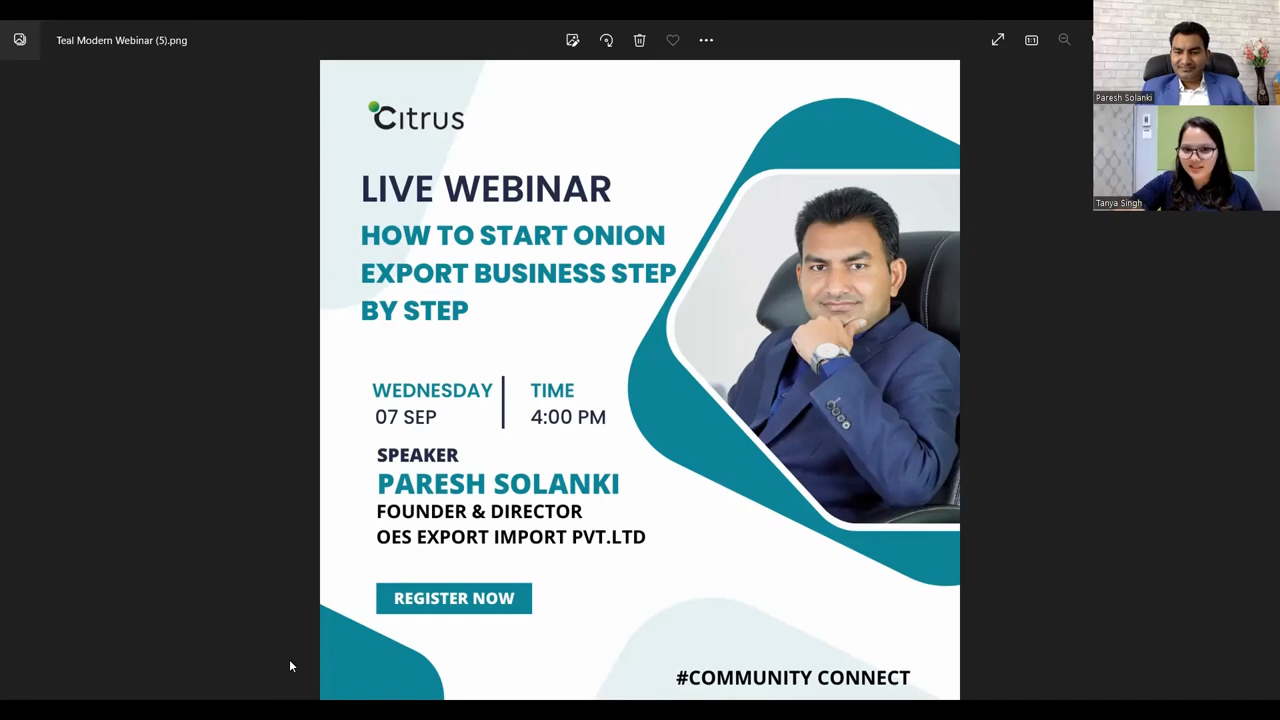 Teal Modern Webinar (5).png
1:1
Paresh Solanki
Tanya Singh
Citrus
LIVE WEBINAR
HOW TO START ONION
EXPORT BUSINESS STEP
BY STEP
WEDNESDAY
07 SEP
TIME
4:00 PM
SPEAKER
PARESH SOLANKI
FOUNDER & DIRECTOR
OES EXPORT IMPORT PVT.LTD
REGISTER NOW
#COMMUNITY CONNECT